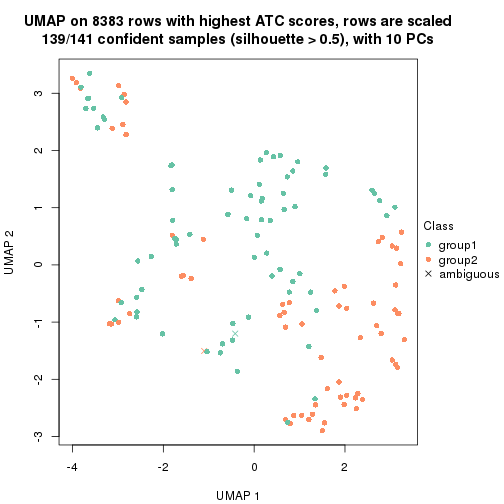 UMAP on 8383 rows with highest ATC scores, rows are scaled
139/141 confident samples (silhouette > 0.5), with 10 PCs
3
2
1
0
-1
-2
-3
UMAP 2
-4
-2
0
2
UMAP 1
Class
group1
group2
ambiguous